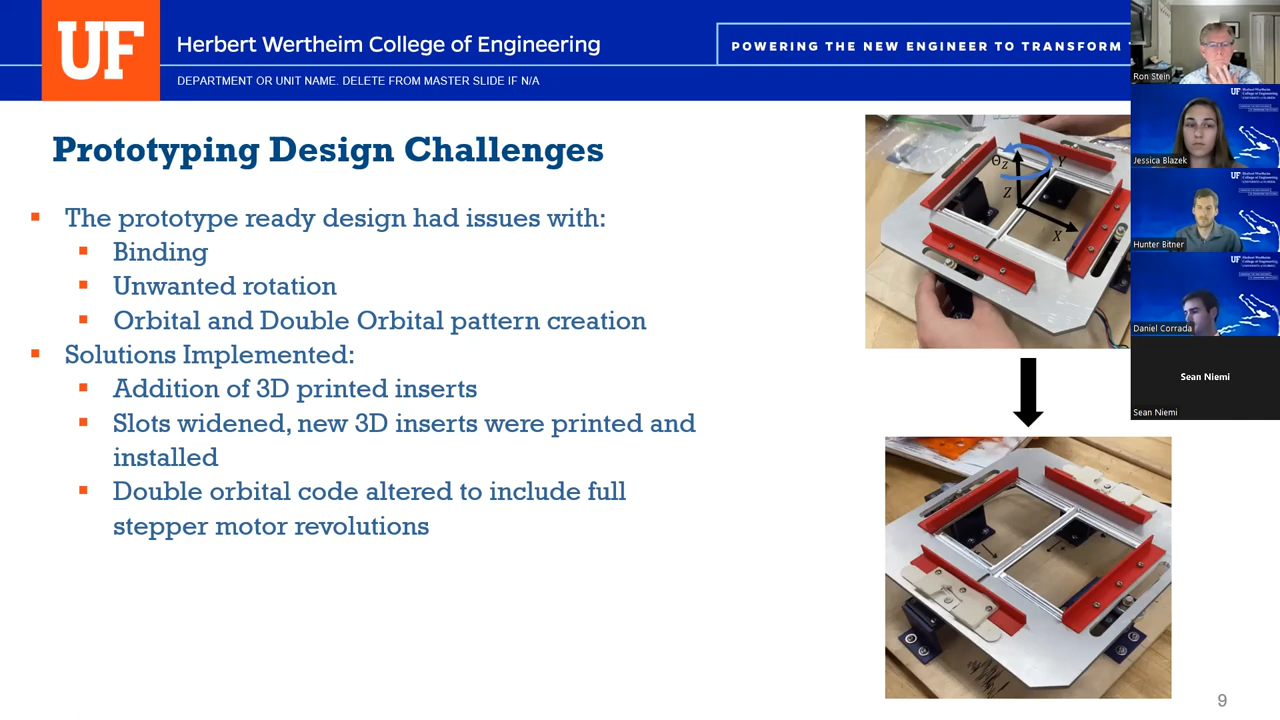 UF
Herbert Wertheim College of Engineering
POWERING THE NEW ENGINEER TO TRANSFORM
DEPARTMENT OR UNIT NAME. DELETE FROM MASTER SLIDE IF N/A
Prototyping Design Challenges
The prototype ready design had issues with:
Binding
Unwanted rotation
Orbital and Double Orbital pattern creation
Solutions Implemented:
Addition of 3D printed inserts
Slots widened, new 3D inserts were printed and
installed
Double orbital code altered to include full
stepper motor revolutions
Θz
Y
Z
X
Ron Stein
UF
Jessica Blazek
UF
Hunter Bitner
UF
Daniel Corrada
Sean Niemi
Sean Niemi
9